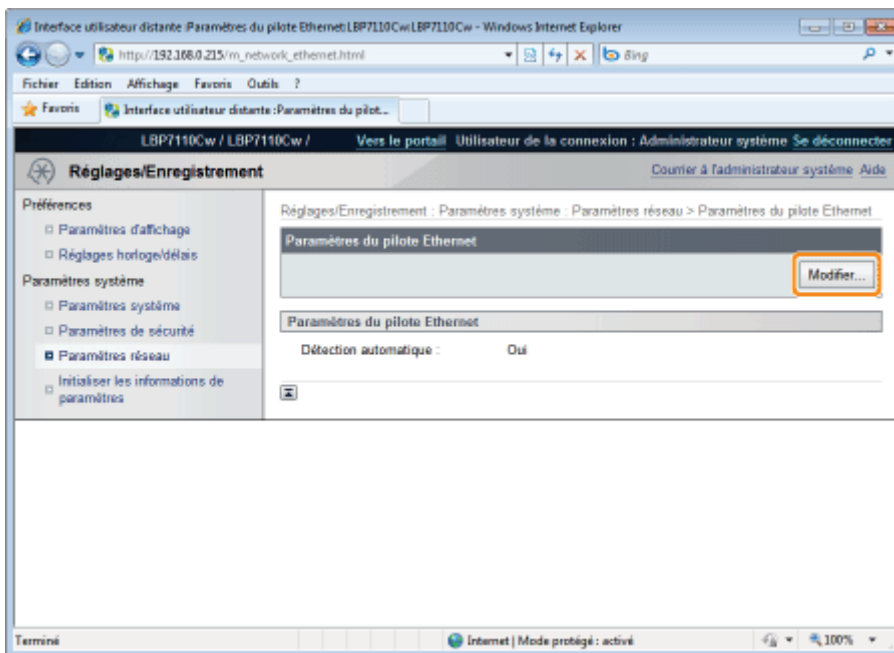 Interface utilisateur distante :Paramètres du pilote Ethernet:LBP7110Cw:LBP7110Cw - Windows Internet Explorer
http://192.168.0.215/m_network_ethernet.html
Bing
Fichier Edition Affichage Favoris Outils ?
Favoris Interface utilisateur distante :Paramètres du pilot...
LBP7110Cw / LBP7110Cw / Vers le portail Utilisateur de la connexion : Administrateur système Se déconnecter
Réglages/Enregistrement Courrier à l'administrateur système Aide
Préférences
Paramètres d'affichage
Réglages horloge/délais
Paramètres système
Paramètres système
Paramètres de sécurité
Paramètres réseau
Initialiser les informations de
paramètres
Réglages/Enregistrement : Paramètres système : Paramètres réseau > Paramètres du pilote Ethernet
Paramètres du pilote Ethernet
Modifier...
Paramètres du pilote Ethernet
Détection automatique : Oui
Terminé Internet | Mode protégé : activé 100%